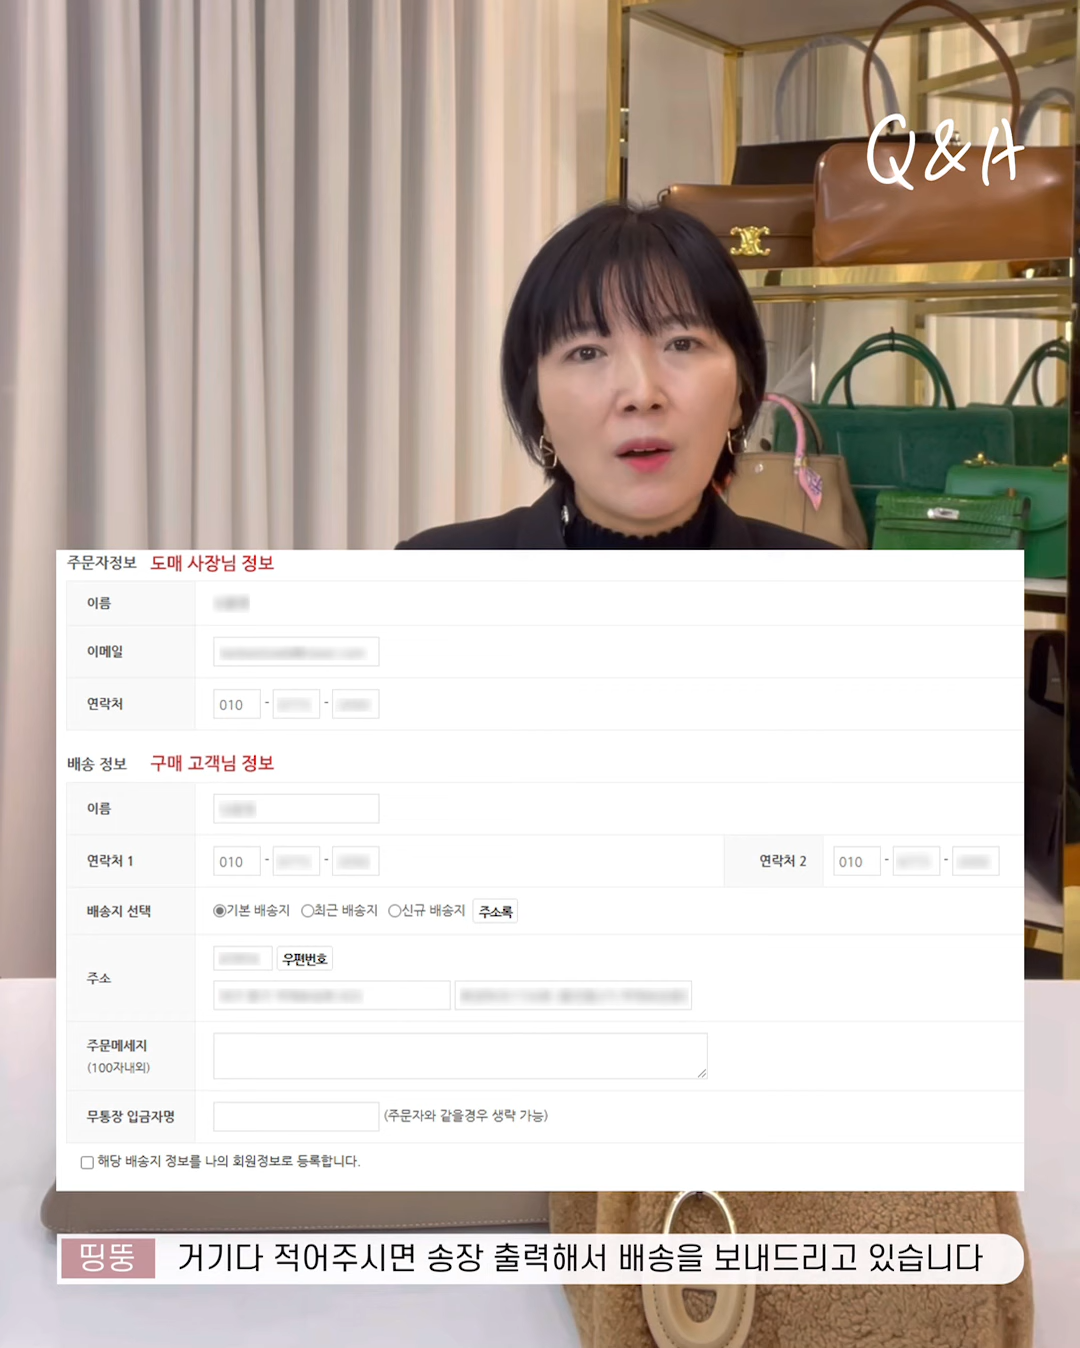 Q&A
주문자정보 도매 사장님 정보
이름
이메일
연락처 010 - -
배송 정보 구매 고객님 정보
이름
연락처 1 010 - - 연락처 2 010 - -
배송지 선택 기본 배송지 최근 배송지 신규 배송지 주소록
주소 우편번호
주문메세지
(100자내외)
무통장 입금자명 (주문자와 같을경우 생략 가능)
해당 배송지 정보를 나의 회원정보로 등록합니다.
띵뚱 거기다 적어주시면 송장 출력해서 배송을 보내드리고 있습니다